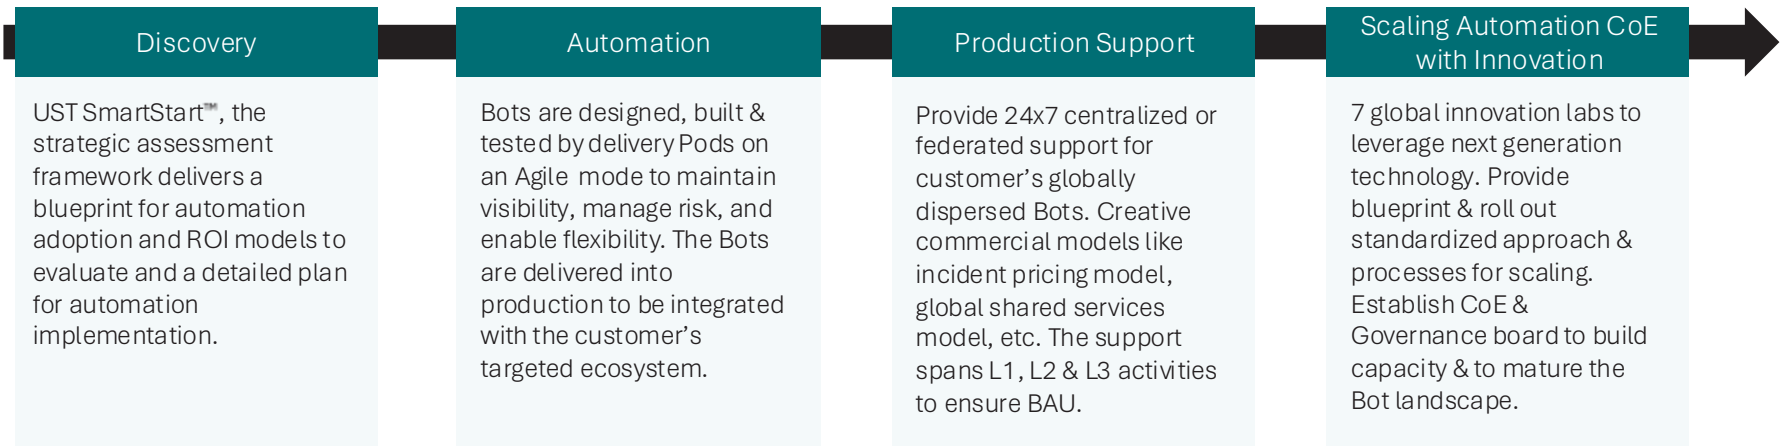 Discovery
UST SmartStart™, the
strategic assessment
framework delivers a
blueprint for automation
adoption and ROI models to
evaluate and a detailed plan
for automation
implementation.
Automation
Bots are designed, built &
tested by delivery Pods on
an Agile mode to maintain
visibility, manage risk, and
enable flexibility. The Bots
are delivered into
production to be integrated
with the customer’s
targeted ecosystem.
Production Support
Provide 24x7 centralized or
federated support for
customer’s globally
dispersed Bots. Creative
commercial models like
incident pricing model,
global shared services
model, etc. The support
spans L1, L2 & L3 activities
to ensure BAU.
Scaling Automation CoE
with Innovation
7 global innovation labs to
leverage next generation
technology. Provide
blueprint & roll out
standardized approach &
processes for scaling.
Establish CoE &
Governance board to build
capacity & to mature the
Bot landscape.